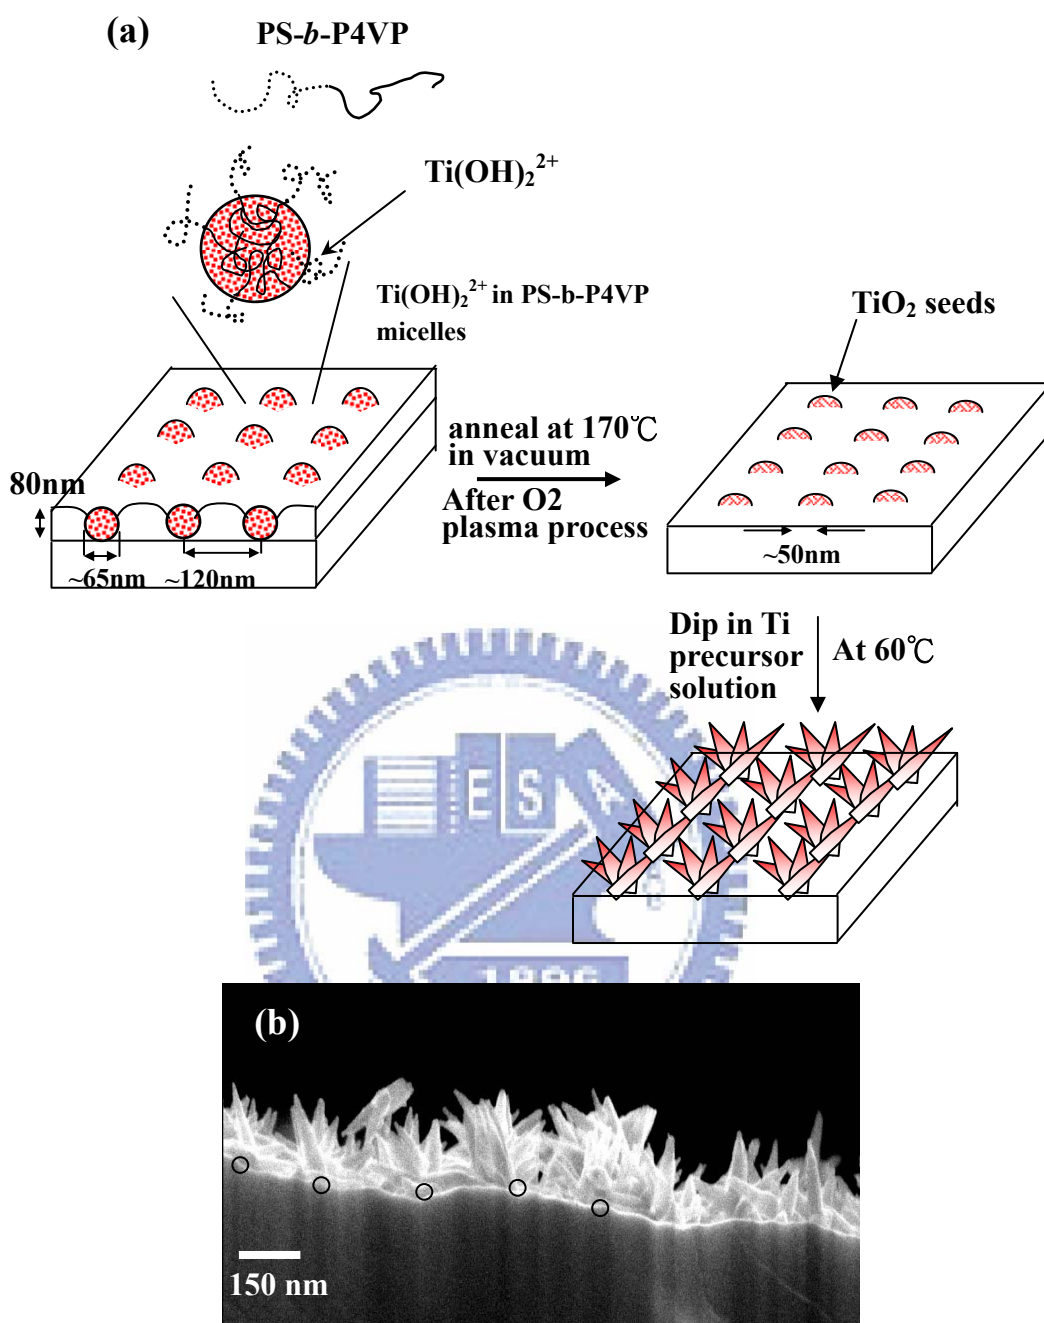 (a)
PS-b-P4VP
Ti(OH)₂²⁺
Ti(OH)₂²⁺ in PS-b-P4VP
micelles
TiO₂ seeds
anneal at 170℃
in vacuum
After O2
plasma process
80nm
~65nm
~120nm
~50nm
Dip in Ti
precursor
solution
At 60℃
E S A
1896
(b)
150 nm